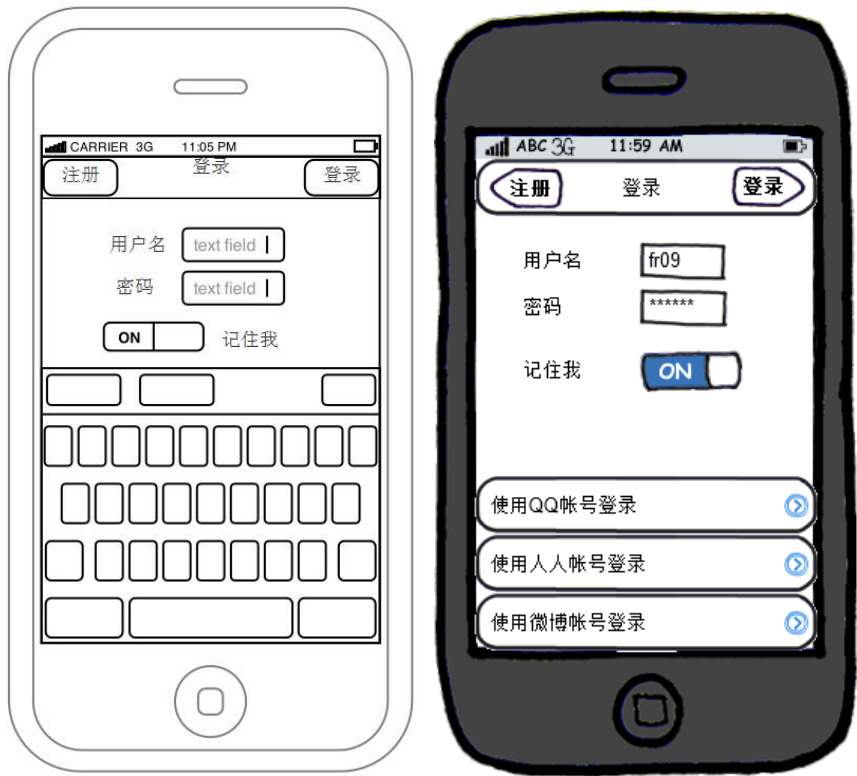 CARRIER 3G 11:05 PM
注册 登录 登录
用户名 text field
密码 text field
ON 记住我
ABC 3G 11:59 AM
注册 登录 登录
用户名 fr09
密码 ******
记住我 ON
使用QQ帐号登录
使用人人帐号登录
使用微博帐号登录